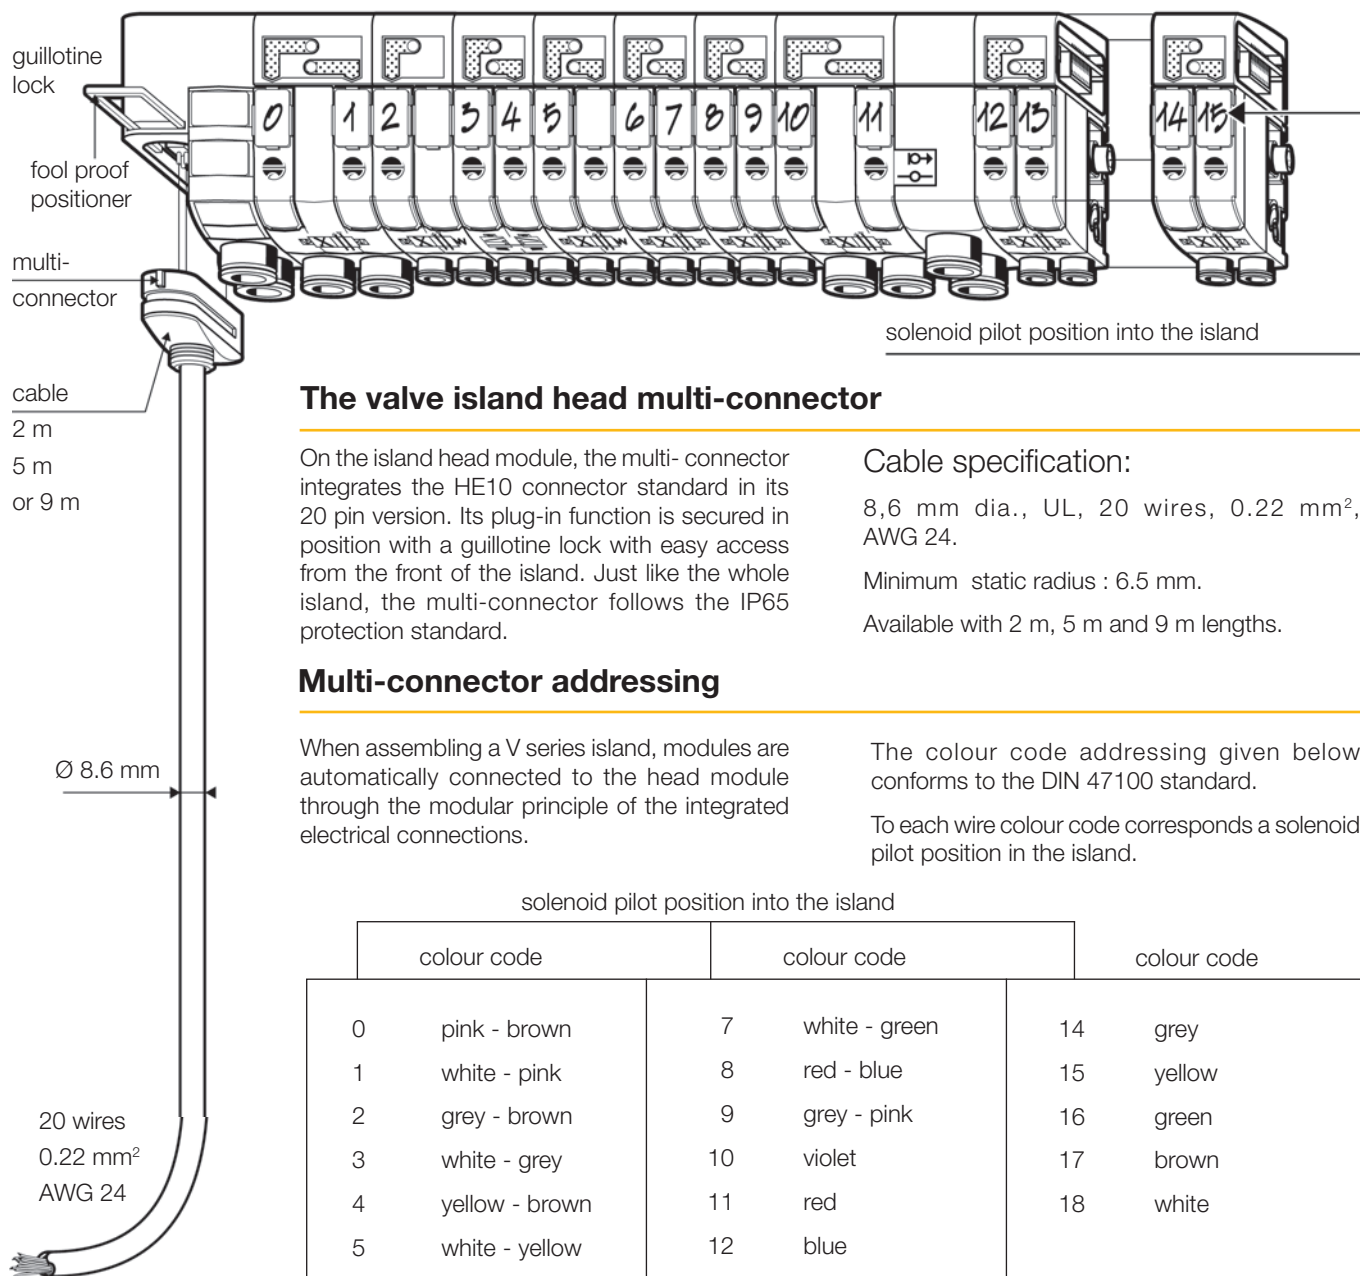 guillotine
lock
0 1 2 3 4 5 6 7 8 9 10 11 12 13 14 15
fool proof
positioner
multi-
connector
solenoid pilot position into the island
cable
2 m
5 m
or 9 m
The valve island head multi-connector
On the island head module, the multi- connector
integrates the HE10 connector standard in its
20 pin version. Its plug-in function is secured in
position with a guillotine lock with easy access
from the front of the island. Just like the whole
island, the multi-connector follows the IP65
protection standard.
Cable specification:
8,6 mm dia., UL, 20 wires, 0.22 mm²,
AWG 24.
Minimum static radius : 6.5 mm.
Available with 2 m, 5 m and 9 m lengths.
Multi-connector addressing
When assembling a V series island, modules are
automatically connected to the head module
through the modular principle of the integrated
electrical connections.
The colour code addressing given below
conforms to the DIN 47100 standard.
To each wire colour code corresponds a solenoid
pilot position in the island.
Ø 8.6 mm
20 wires
0.22 mm²
AWG 24
solenoid pilot position into the island
colour code colour code colour code
0 pink - brown 7 white - green 14 grey
1 white - pink 8 red - blue 15 yellow
2 grey - brown 9 grey - pink 16 green
3 white - grey 10 violet 17 brown
4 yellow - brown 11 red 18 white
5 white - yellow 12 blue